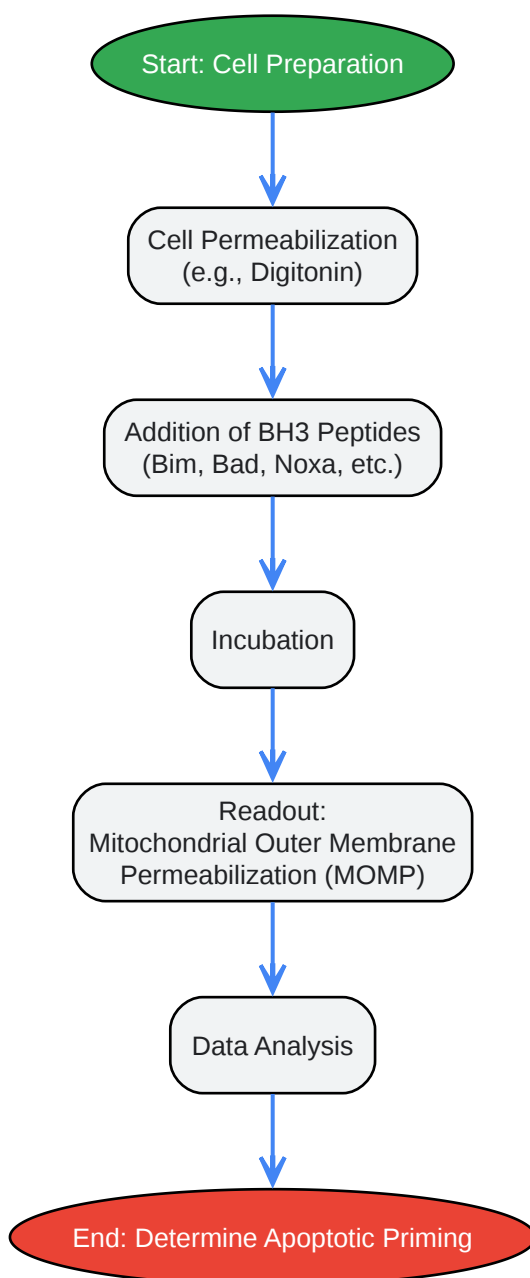 Start: Cell Preparation
Cell Permeabilization
(e.g., Digitonin)
Addition of BH3 Peptides
(Bim, Bad, Noxa, etc.)
Incubation
Readout:
Mitochondrial Outer Membrane
Permeabilization (MOMP)
Data Analysis
End: Determine Apoptotic Priming